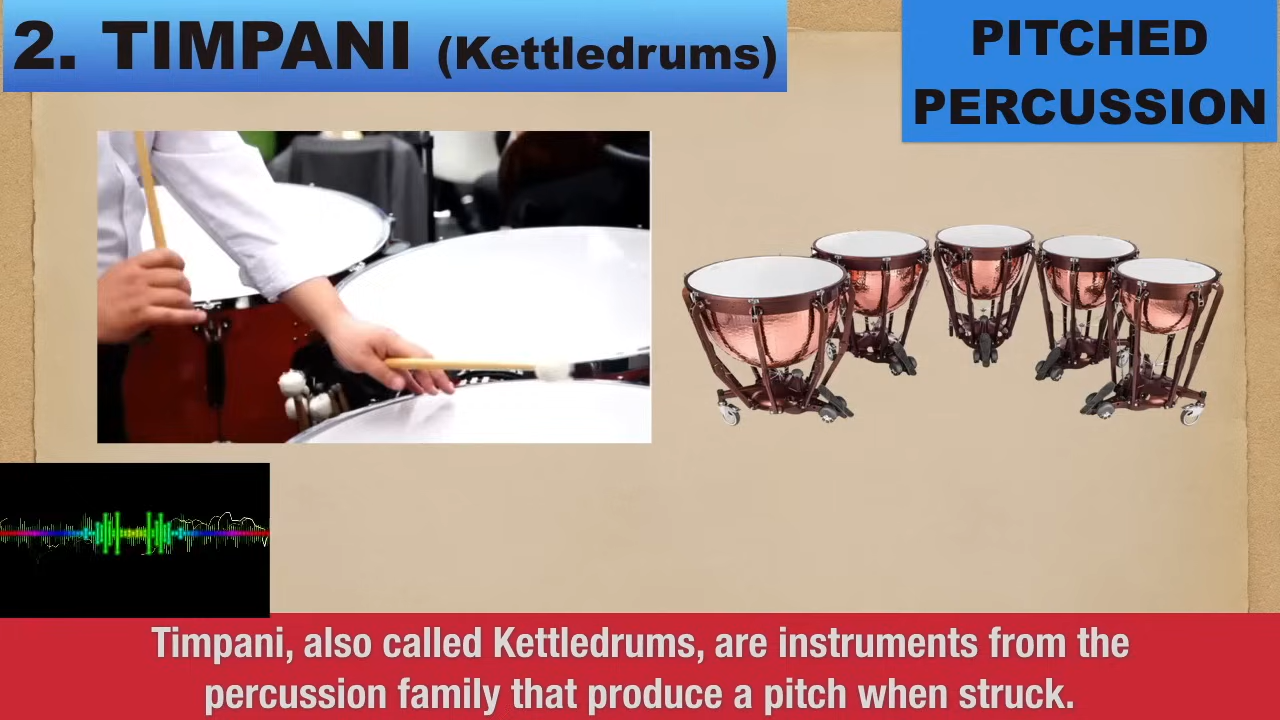 2. TIMPANI (Kettledrums)
PITCHED
PERCUSSION
Timpani, also called Kettledrums, are instruments from the
percussion family that produce a pitch when struck.